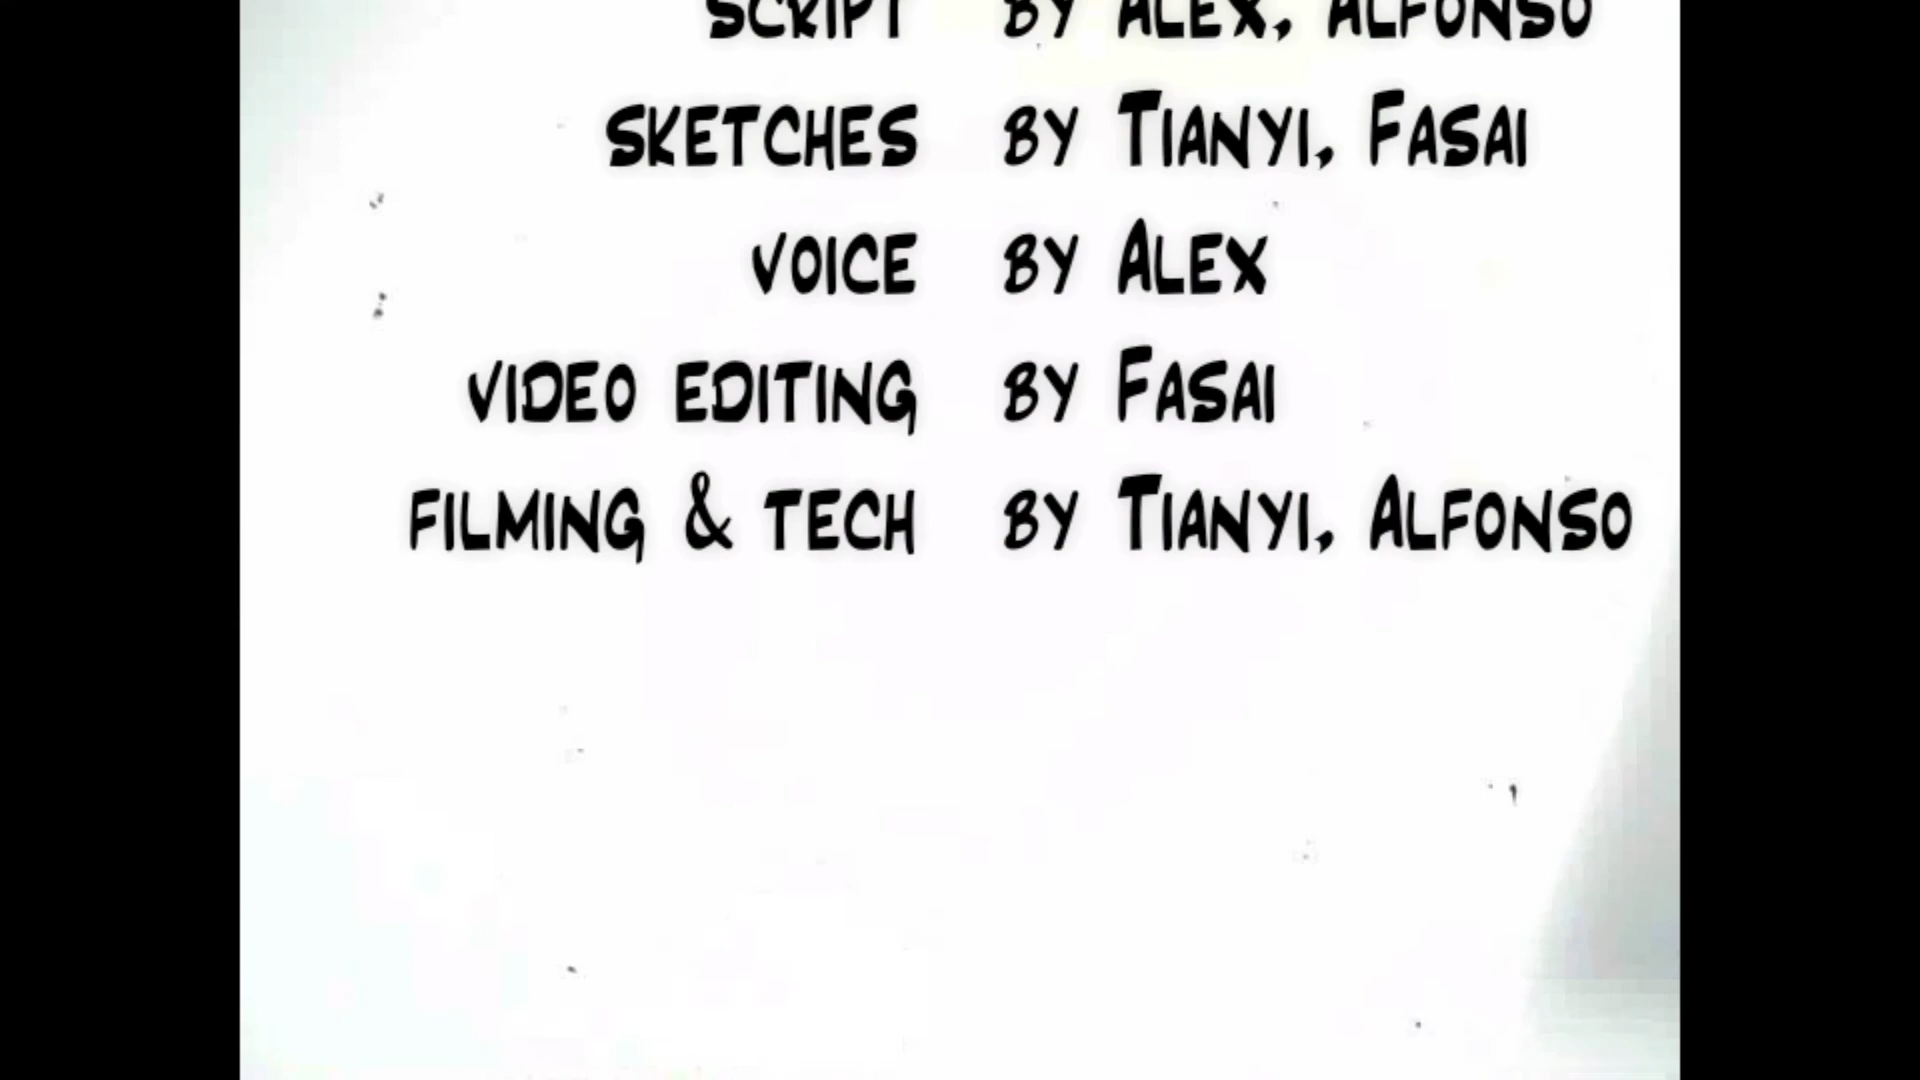 SCRIPT BY ALEX, ALFONSO
SKETCHES BY TIANYI, FASAI
VOICE BY ALEX
VIDEO EDITING BY FASAI
FILMING & TECH BY TIANYI, ALFONSO